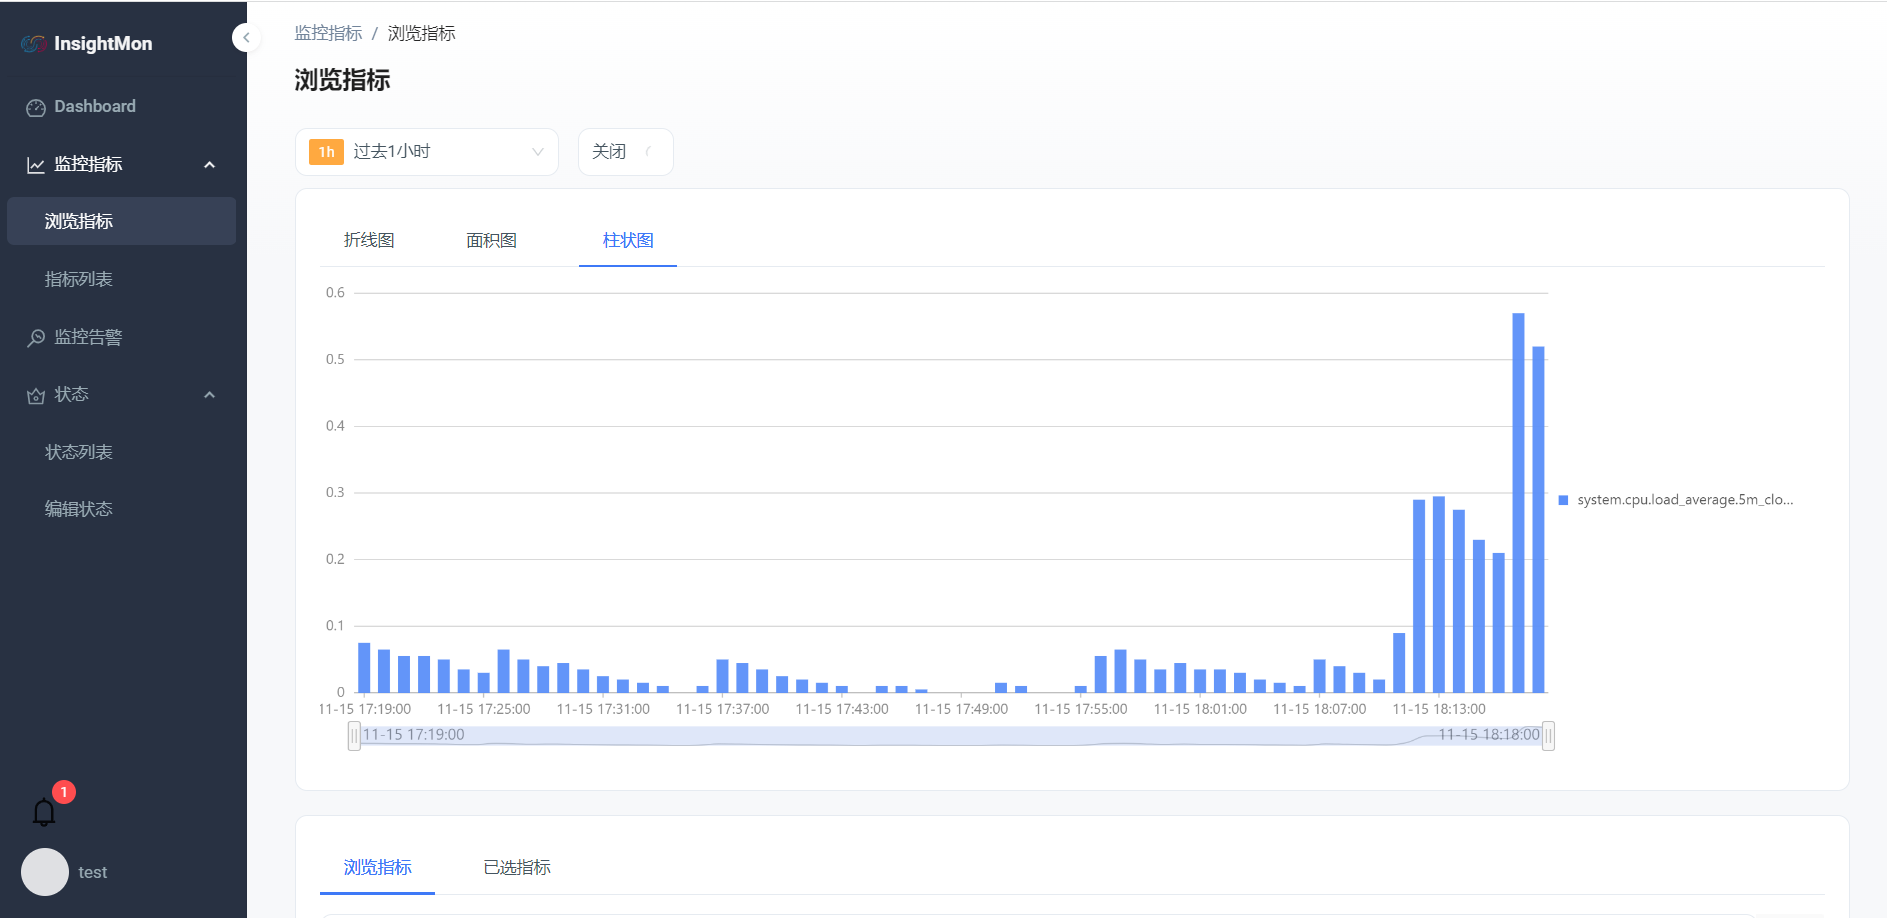 InsightMon
Dashboard
监控指标
浏览指标
指标列表
监控告警
状态
状态列表
编辑状态
1
test
监控指标 / 浏览指标
浏览指标
1h 过去1小时
关闭
折线图 面积图 柱状图
0.6
0.5
0.4
0.3
0.2
0.1
0
11-15 17:19:00 11-15 17:25:00 11-15 17:31:00 11-15 17:37:00 11-15 17:43:00 11-15 17:49:00 11-15 17:55:00 11-15 18:01:00 11-15 18:07:00 11-15 18:13:00
11-15 17:19:00 11-15 18:18:00
system.cpu.load_average.5m_clo...
浏览指标 已选指标